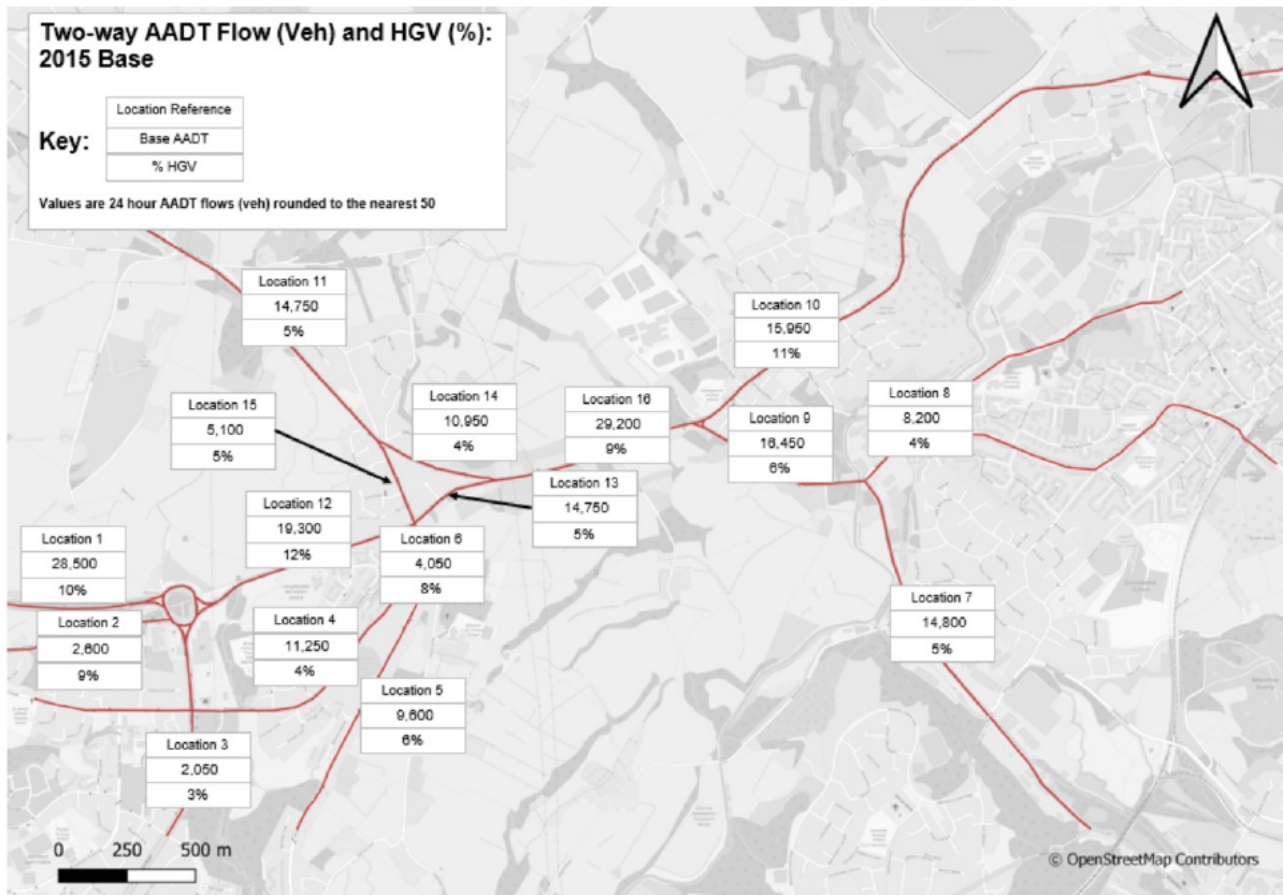 Two-way AADT Flow (Veh) and HGV (%):
2015 Base
Key:
Location Reference
Base AADT
% HGV
Values are 24 hour AADT flows (veh) rounded to the nearest 50
Location 11
14,750
5%
Location 10
15,950
11%
Location 15
5,100
5%
Location 14
10,950
4%
Location 16
29,200
9%
Location 9
16,450
6%
Location 8
8,200
4%
Location 13
14,750
5%
Location 12
19,300
12%
Location 6
4,050
8%
Location 1
28,500
10%
Location 2
2,600
9%
Location 4
11,250
4%
Location 7
14,800
5%
Location 5
9,600
6%
Location 3
2,050
3%
0 250 500 m
© OpenStreetMap Contributors